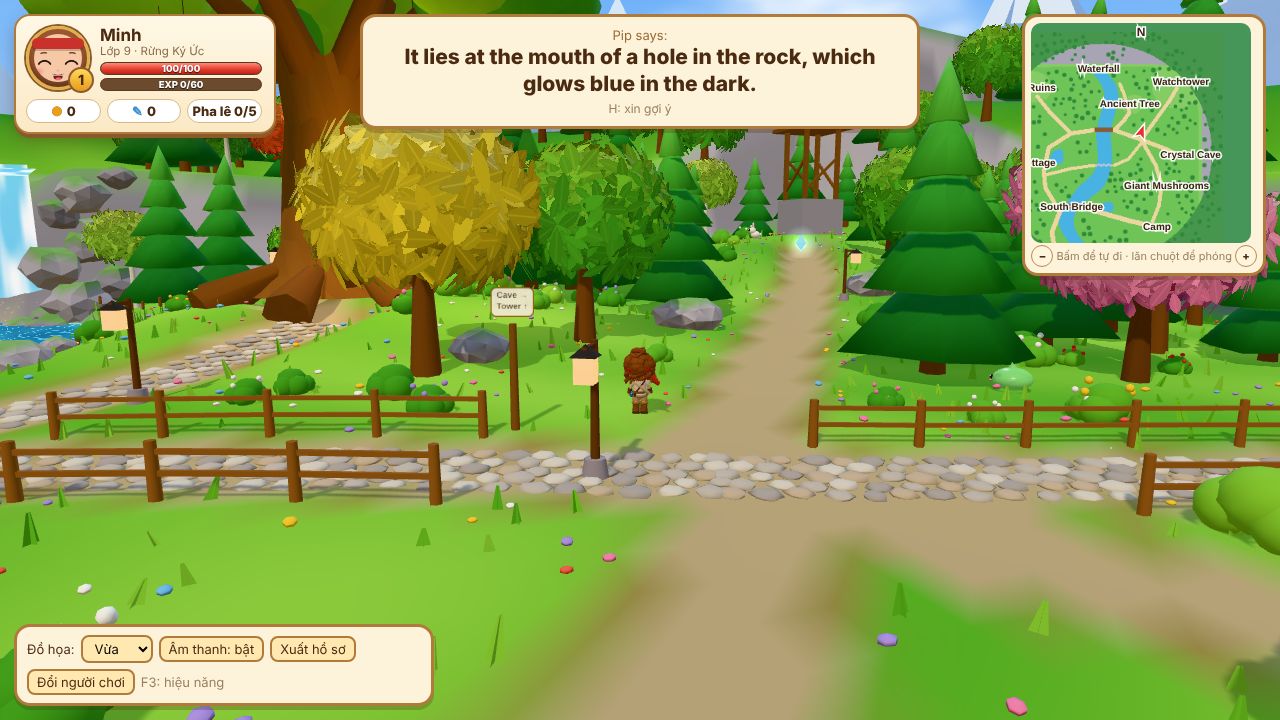 Minh
Lớp 9 · Rừng Ký Ức
100/100
EXP 0/60
1
0
0
Pha lê 0/5
Pip says:
It lies at the mouth of a hole in the rock, which
glows blue in the dark.
H: xin gợi ý
N
Waterfall
Ruins
Watchtower
Ancient Tree
Crystal Cave
ttage
Giant Mushrooms
South Bridge
Camp
− Bấm để tự đi · lăn chuột để phóng +
Cave →
Tower ↑
Đồ họa: Vừa Âm thanh: bật Xuất hồ sơ
Đổi người chơi F3: hiệu năng